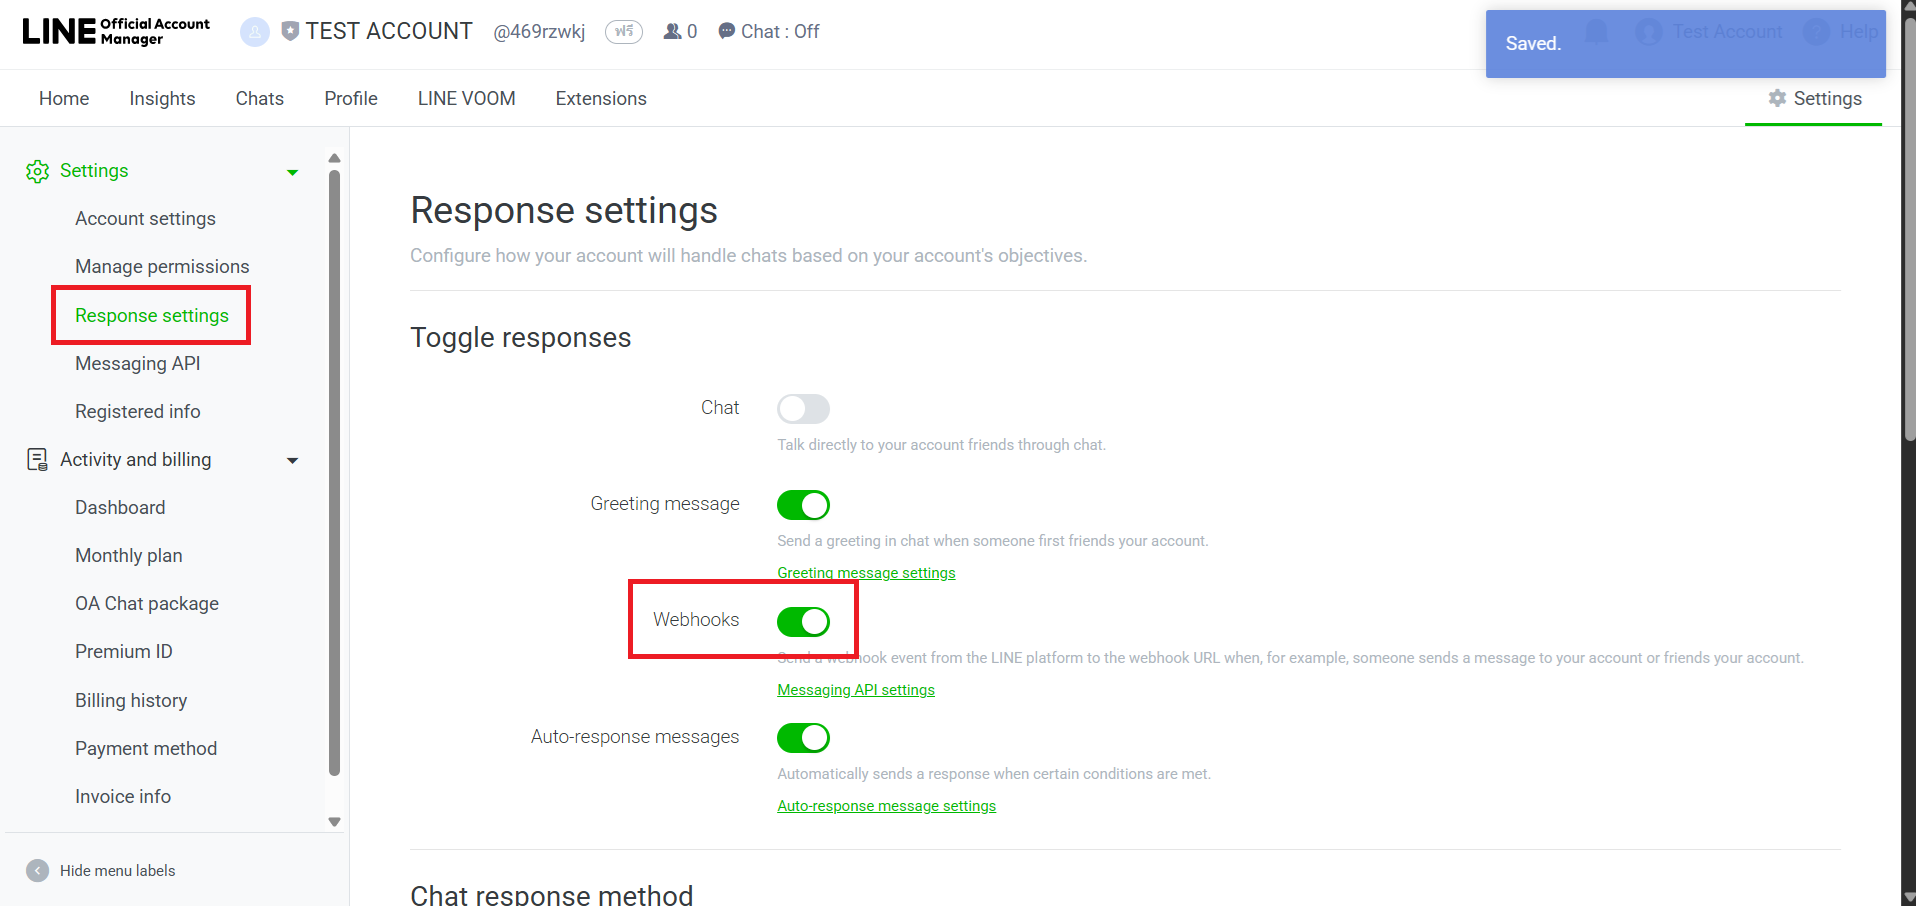 LINE Official Account Manager
TEST ACCOUNT @469rzwkj ฟรี 0 Chat : Off
Saved.
Test Account
? Help
Home Insights Chats Profile LINE VOOM Extensions Settings
Settings
Account settings
Manage permissions
Response settings
Messaging API
Registered info
Activity and billing
Dashboard
Monthly plan
OA Chat package
Premium ID
Billing history
Payment method
Invoice info
Hide menu labels
Response settings
Configure how your account will handle chats based on your account's objectives.
Toggle responses
Chat
Talk directly to your account friends through chat.
Greeting message
Send a greeting in chat when someone first friends your account.
Greeting message settings
Webhooks
Send a webhook event from the LINE platform to the webhook URL when, for example, someone sends a message to your account or friends your account.
Messaging API settings
Auto-response messages
Automatically sends a response when certain conditions are met.
Auto-response message settings
Chat response method